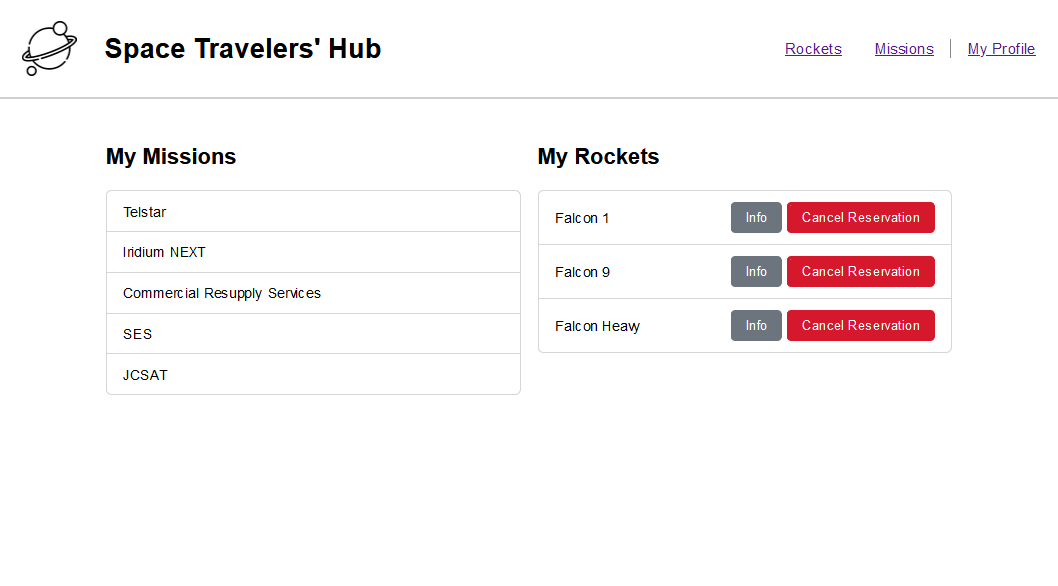 Space Travelers' Hub
Rockets Missions My Profile
My Missions
Telstar
Iridium NEXT
Commercial Resupply Services
SES
JCSAT
My Rockets
Falcon 1 Info Cancel Reservation
Falcon 9 Info Cancel Reservation
Falcon Heavy Info Cancel Reservation